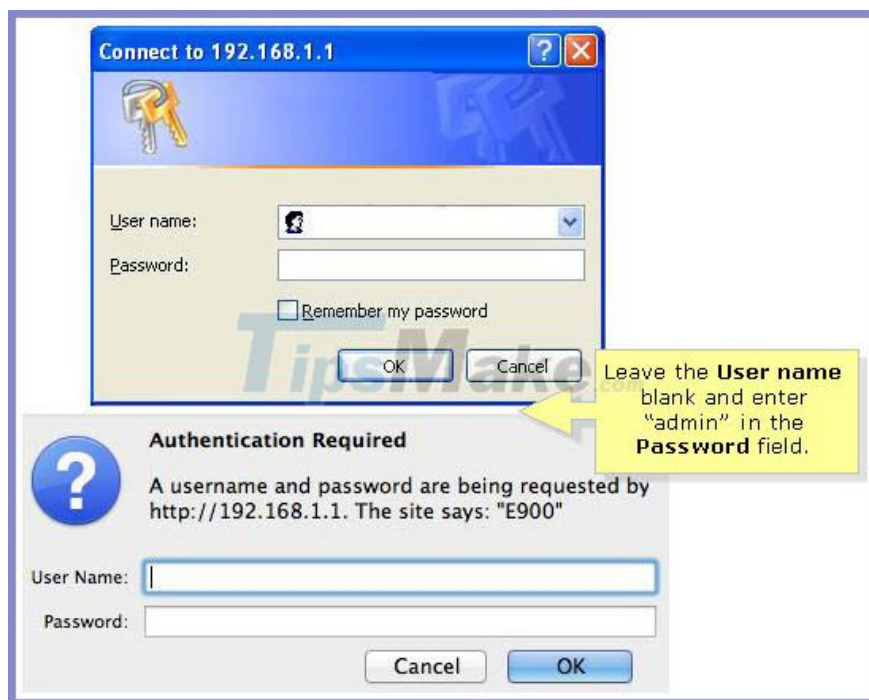 Connect to 192.168.1.1
User name:
Password:
Remember my password
OK
Cancel
TipsMake.com
Leave the User name
blank and enter
"admin" in the
Password field.
Authentication Required
A username and password are being requested by
http://192.168.1.1. The site says: "E900"
User Name:
Password:
Cancel
OK